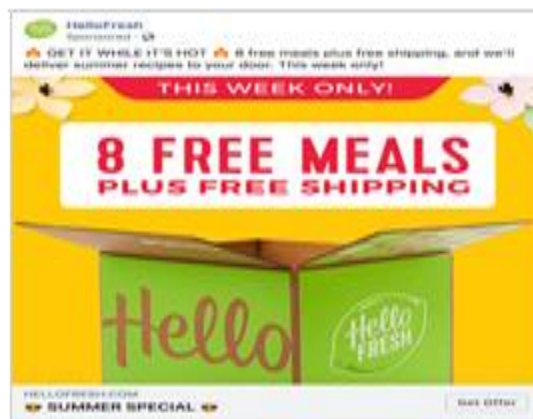 HelloFresh
Sponsored ·
🔥 GET IT WHILE IT'S HOT 🔥 8 free meals plus free shipping, and we'll
deliver summer recipes to your door. This week only!
THIS WEEK ONLY!
8 FREE MEALS
PLUS FREE SHIPPING
Hello
Hello
FRESH
HELLOFRESH.COM
SUMMER SPECIAL
Get Offer